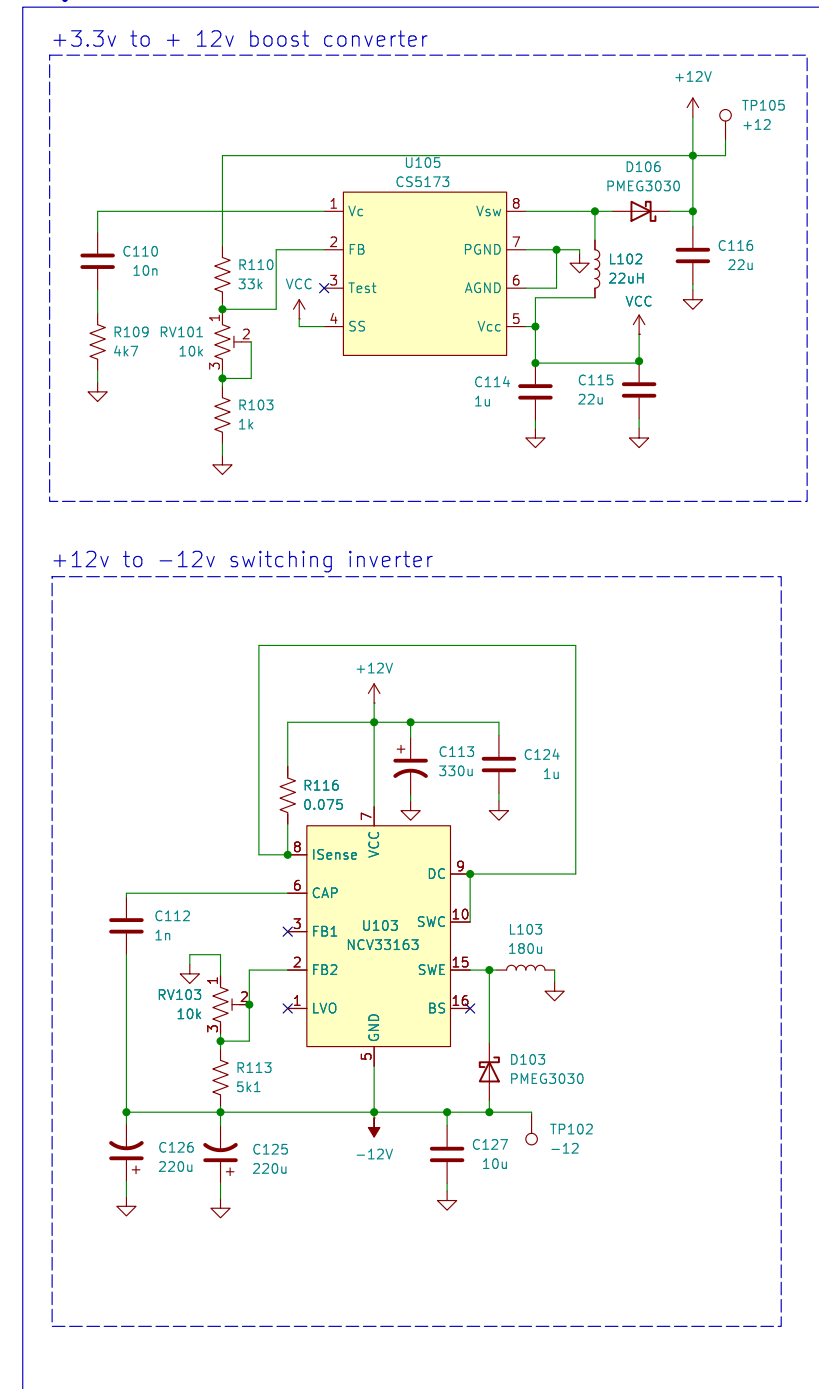 +3.3v to + 12v boost converter
+12V
TP105
+12
U105
CS5173
D106
PMEG3030
1
Vc
Vsw
8
C110
10n
2
FB
PGND
7
C116
22u
R110
33k
VCC
3
Test
AGND
6
L102
22uH
VCC
4
SS
Vcc
5
R109
4k7
RV101
10k
1
2
3
C114
1u
C115
22u
R103
1k
+12v to -12v switching inverter
+12V
C113
330u
C124
1u
R116
0.075
7
VCC
8
ISense
DC
9
6
CAP
C112
1n
SWC
10
3
FB1
U103
NCV33163
L103
180u
2
FB2
SWE
15
RV103
10k
1
2
3
1
LVO
BS
16
GND
5
R113
5k1
D103
PMEG3030
C126
220u
C125
220u
-12V
C127
10u
TP102
-12